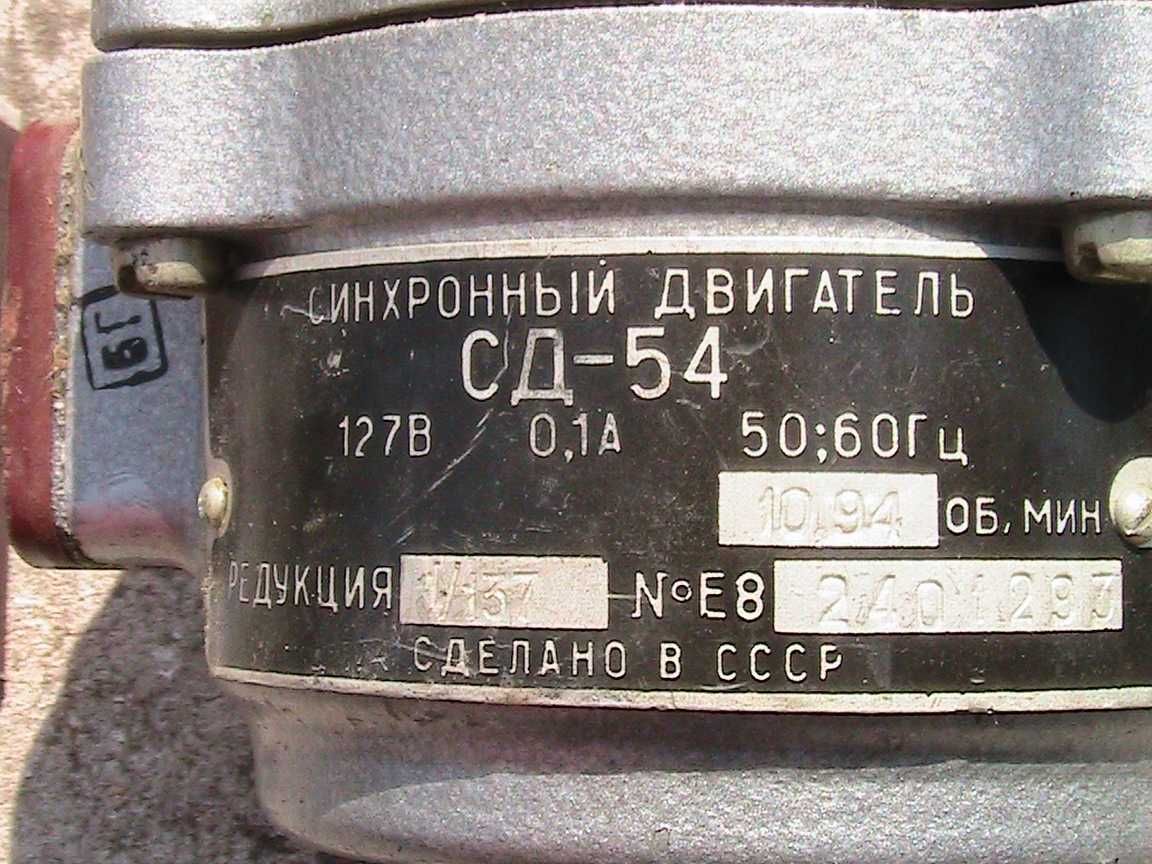 СИНХРОННЫЙ ДВИГАТЕЛЬ
СД-54
127В 0,1А 50;60Гц
10,94 ОБ, МИН
РЕДУКЦИЯ 1/137 №Е8 2401293
СДЕЛАНО В СССР